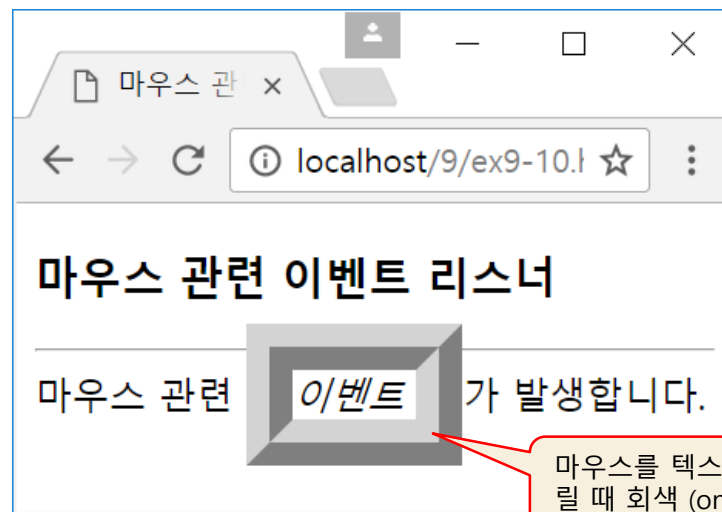 마우스 관
localhost/9/ex9-10.h
마우스 관련 이벤트 리스너
마우스 관련 이벤트 가 발생합니다.
마우스를 텍스
릴 때 회색 (on